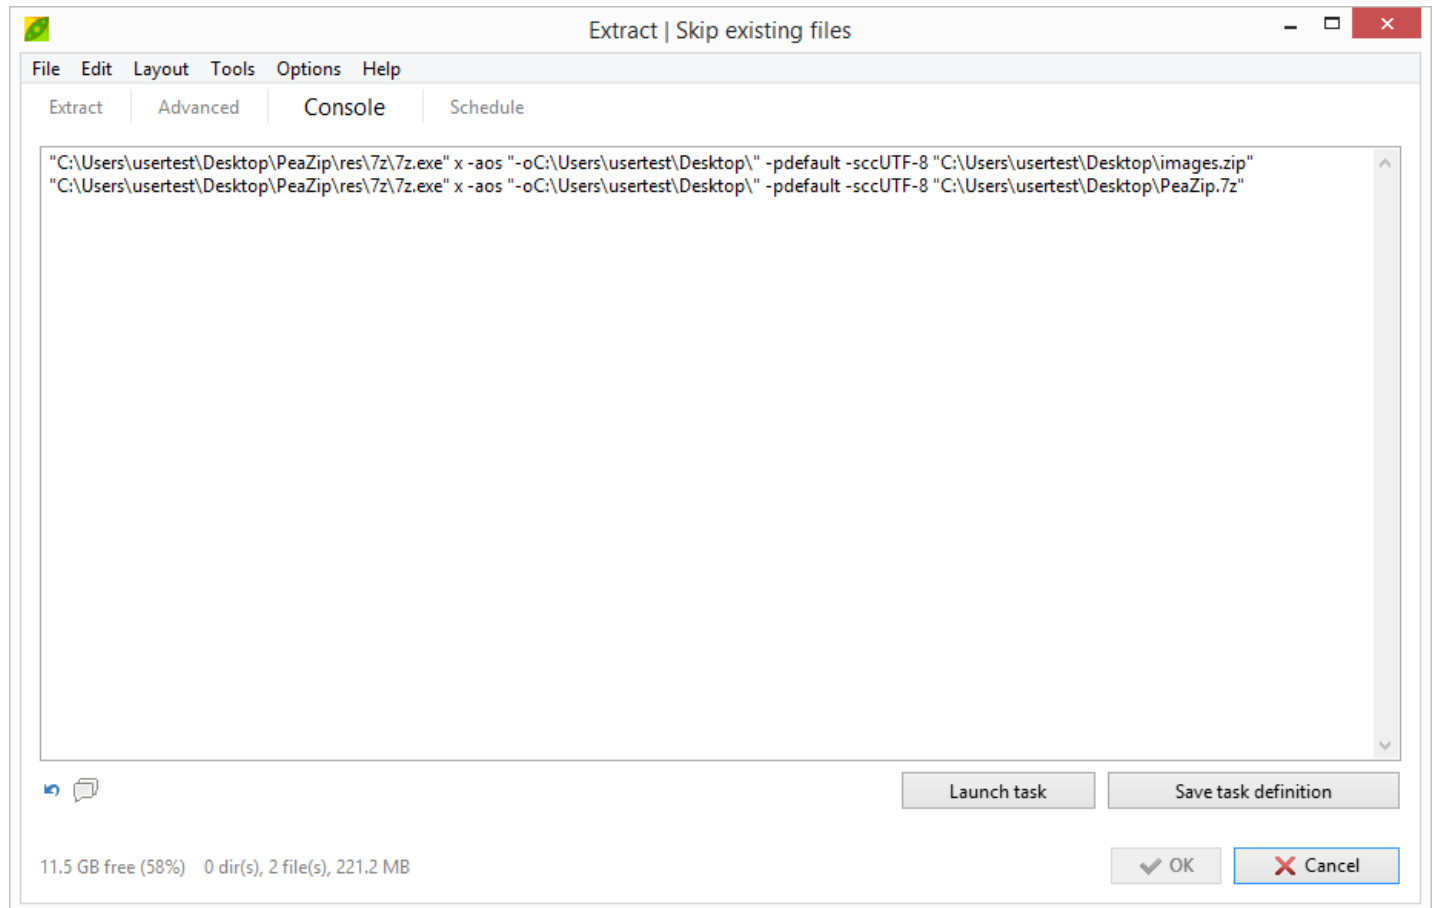 Extract | Skip existing files
File Edit Layout Tools Options Help
Extract Advanced Console Schedule
"C:\Users\usertest\Desktop\PeaZip\res\7z\7z.exe" x -aos "-oC:\Users\usertest\Desktop\" -pdefault -sccUTF-8 "C:\Users\usertest\Desktop\images.zip"
"C:\Users\usertest\Desktop\PeaZip\res\7z\7z.exe" x -aos "-oC:\Users\usertest\Desktop\" -pdefault -sccUTF-8 "C:\Users\usertest\Desktop\PeaZip.7z"
Launch task Save task definition
11.5 GB free (58%) 0 dir(s), 2 file(s), 221.2 MB OK Cancel